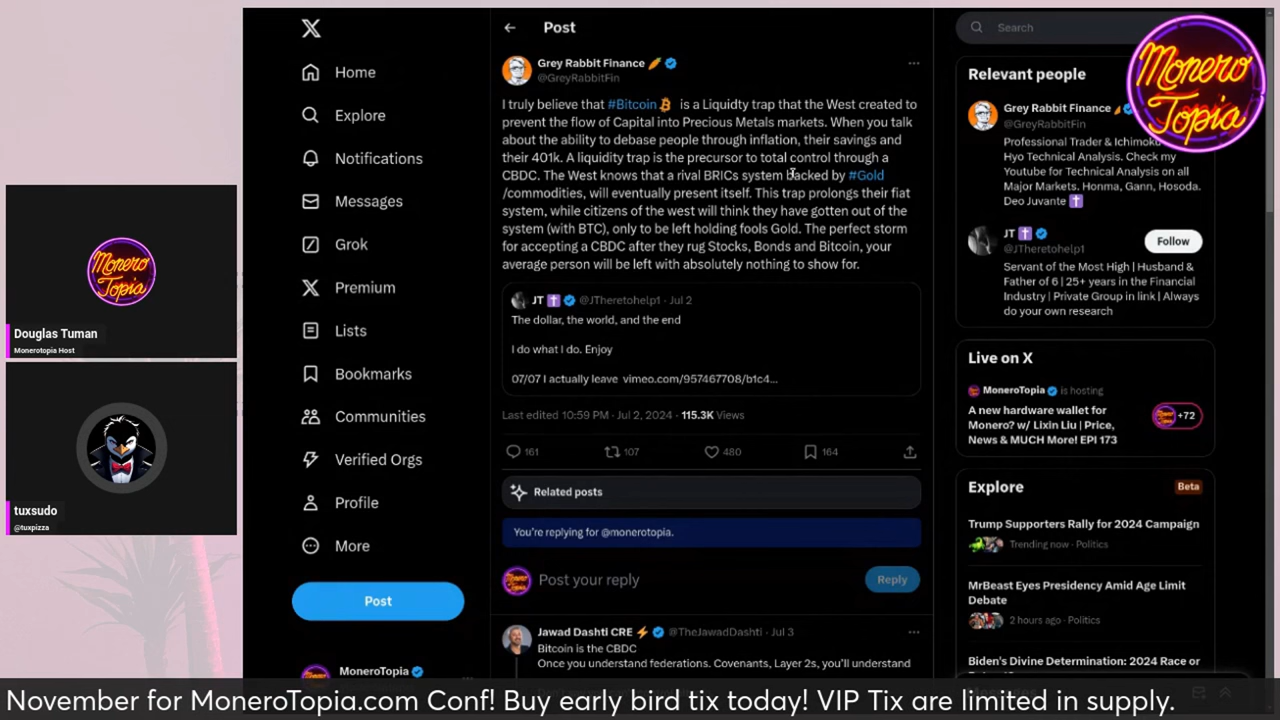 Home
Explore
Notifications
Messages
Grok
Premium
Lists
Bookmarks
Communities
Verified Orgs
Profile
More
Post
MoneroTopia
Post
Grey Rabbit Finance
@GreyRabbitFin
I truly believe that #Bitcoin is a Liquidty trap that the West created to
prevent the flow of Capital into Precious Metals markets. When you talk
about the ability to debase people through inflation, their savings and
their 401k. A liquidity trap is the precursor to total control through a
CBDC. The West knows that a rival BRICs system backed by #Gold
/commodities, will eventually present itself. This trap prolongs their fiat
system, while citizens of the west will think they have gotten out of the
system (with BTC), only to be left holding fools Gold. The perfect storm
for accepting a CBDC after they rug Stocks, Bonds and Bitcoin, your
average person will be left with absolutely nothing to show for.
JT @JTheretohelp1 · Jul 2
The dollar, the world, and the end
I do what I do. Enjoy
07/07 I actually leave vimeo.com/957467708/b1c4...
Last edited 10:59 PM · Jul 2, 2024 · 115.3K Views
161 107 480 164
Related posts
You're replying for @monerotopia.
Post your reply
Reply
Jawad Dashti CRE @TheJawadDashti · Jul 3
Bitcoin is the CBDC
Once you understand federations. Covenants, Layer 2s, you'll understand
Search
Relevant people
Grey Rabbit Finance
@GreyRabbitFin
Professional Trader & Ichimoku
Hyo Technical Analysis. Check my
Youtube for Technical Analysis on
all Major Markets. Honma, Gann, Hosoda.
Deo Juvante
JT
@JTheretohelp1
Follow
Servant of the Most High | Husband &
Father of 6 | 25+ years in the Financial
Industry | Private Group in link | Always
do your own research
Live on X
MoneroTopia is hosting
A new hardware wallet for
Monero? w/ Lixin Liu | Price,
News & MUCH More! EPI 173
+72
Explore
Beta
Trump Supporters Rally for 2024 Campaign
Trending now · Politics
MrBeast Eyes Presidency Amid Age Limit
Debate
2 hours ago · Politics
Biden's Divine Determination: 2024 Race or
Monero
Topia
Monero
Topia
Douglas Tuman
Monerotopia Host
tuxsudo
@tuxpizza
November for MoneroTopia.com Conf! Buy early bird tix today! VIP Tix are limited in supply.